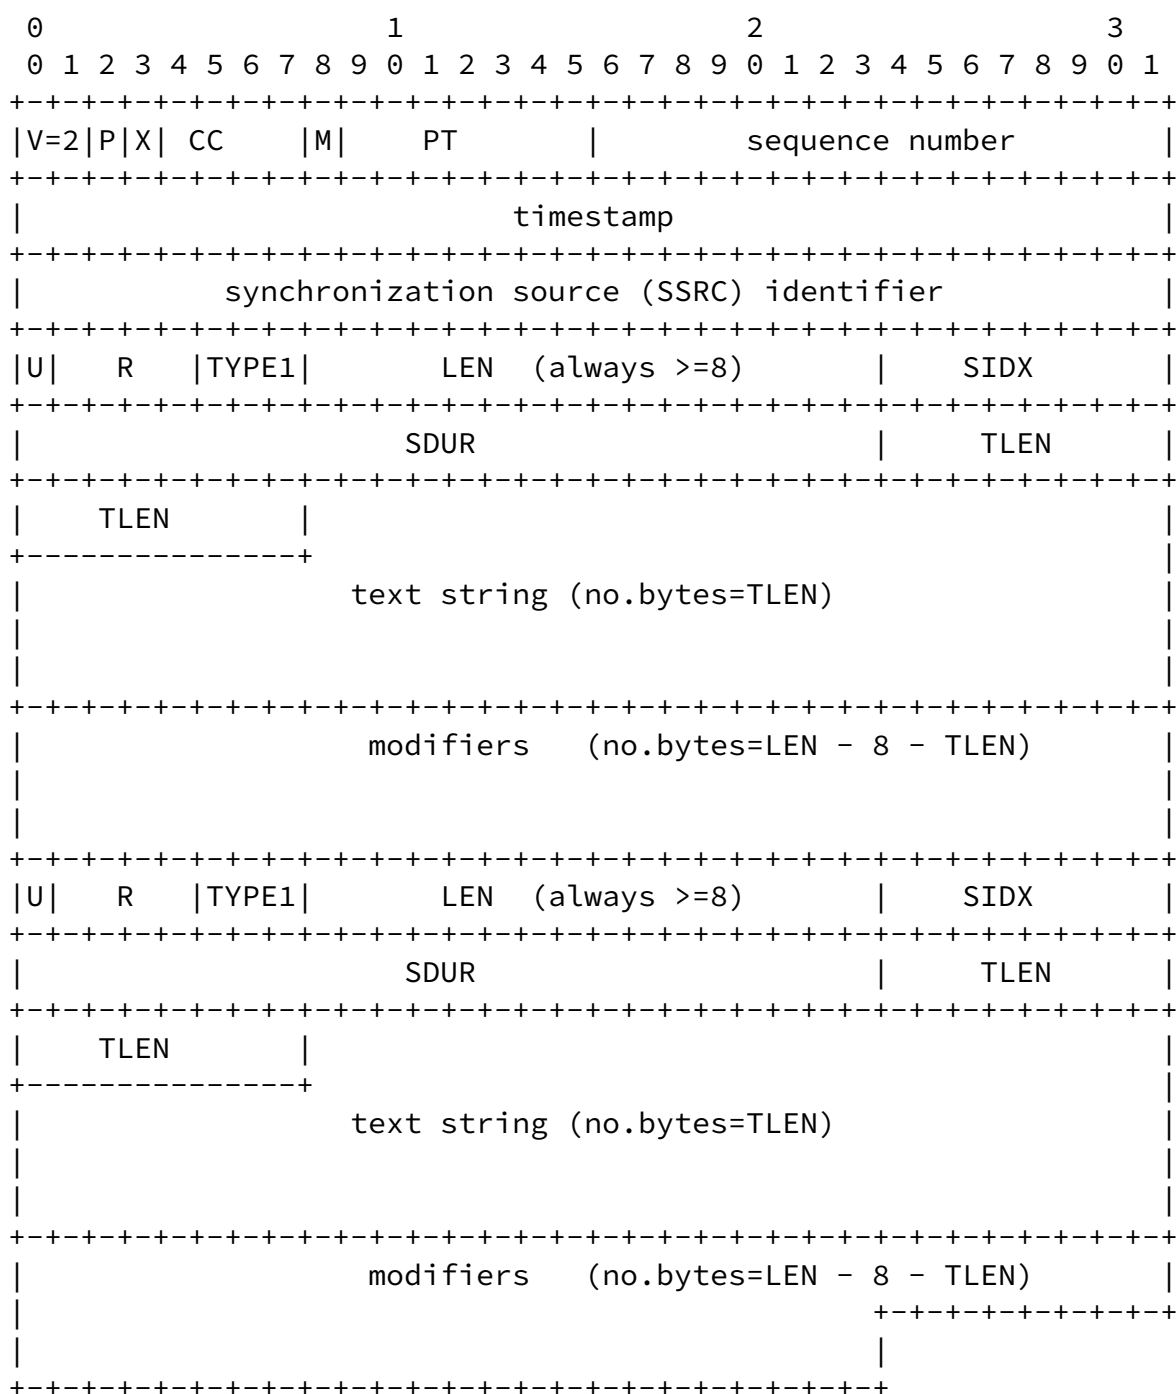 0                   1                   2                   3
 0 1 2 3 4 5 6 7 8 9 0 1 2 3 4 5 6 7 8 9 0 1 2 3 4 5 6 7 8 9 0 1
+-+-+-+-+-+-+-+-+-+-+-+-+-+-+-+-+-+-+-+-+-+-+-+-+-+-+-+-+-+-+-+-+
|V=2|P|X| CC    |M|    PT       |        sequence number        |
+-+-+-+-+-+-+-+-+-+-+-+-+-+-+-+-+-+-+-+-+-+-+-+-+-+-+-+-+-+-+-+-+
|                           timestamp                           |
+-+-+-+-+-+-+-+-+-+-+-+-+-+-+-+-+-+-+-+-+-+-+-+-+-+-+-+-+-+-+-+-+
|           synchronization source (SSRC) identifier            |
+-+-+-+-+-+-+-+-+-+-+-+-+-+-+-+-+-+-+-+-+-+-+-+-+-+-+-+-+-+-+-+-+
|U|   R   |TYPE1|       LEN  (always >=8)       |    SIDX       |
+-+-+-+-+-+-+-+-+-+-+-+-+-+-+-+-+-+-+-+-+-+-+-+-+-+-+-+-+-+-+-+-+
|                     SDUR                      |     TLEN      |
+-+-+-+-+-+-+-+-+-+-+-+-+-+-+-+-+-+-+-+-+-+-+-+-+-+-+-+-+-+-+-+-+
|    TLEN       |                                               |
+---------------+                                               |
|                  text string (no.bytes=TLEN)                  |
|                                                               |
|                                                               |
+-+-+-+-+-+-+-+-+-+-+-+-+-+-+-+-+-+-+-+-+-+-+-+-+-+-+-+-+-+-+-+-+
|                   modifiers   (no.bytes=LEN - 8 - TLEN)       |
|                                                               |
|                                                               |
+-+-+-+-+-+-+-+-+-+-+-+-+-+-+-+-+-+-+-+-+-+-+-+-+-+-+-+-+-+-+-+-+
|U|   R   |TYPE1|       LEN  (always >=8)       |    SIDX       |
+-+-+-+-+-+-+-+-+-+-+-+-+-+-+-+-+-+-+-+-+-+-+-+-+-+-+-+-+-+-+-+-+
|                     SDUR                      |     TLEN      |
+-+-+-+-+-+-+-+-+-+-+-+-+-+-+-+-+-+-+-+-+-+-+-+-+-+-+-+-+-+-+-+-+
|    TLEN       |                                               |
+---------------+                                               |
|                  text string (no.bytes=TLEN)                  |
|                                                               |
|                                                               |
+-+-+-+-+-+-+-+-+-+-+-+-+-+-+-+-+-+-+-+-+-+-+-+-+-+-+-+-+-+-+-+-+
|                   modifiers   (no.bytes=LEN - 8 - TLEN)       |
|                                               +-+-+-+-+-+-+-+-+
|                                               |
+-+-+-+-+-+-+-+-+-+-+-+-+-+-+-+-+-+-+-+-+-+-+-+-+